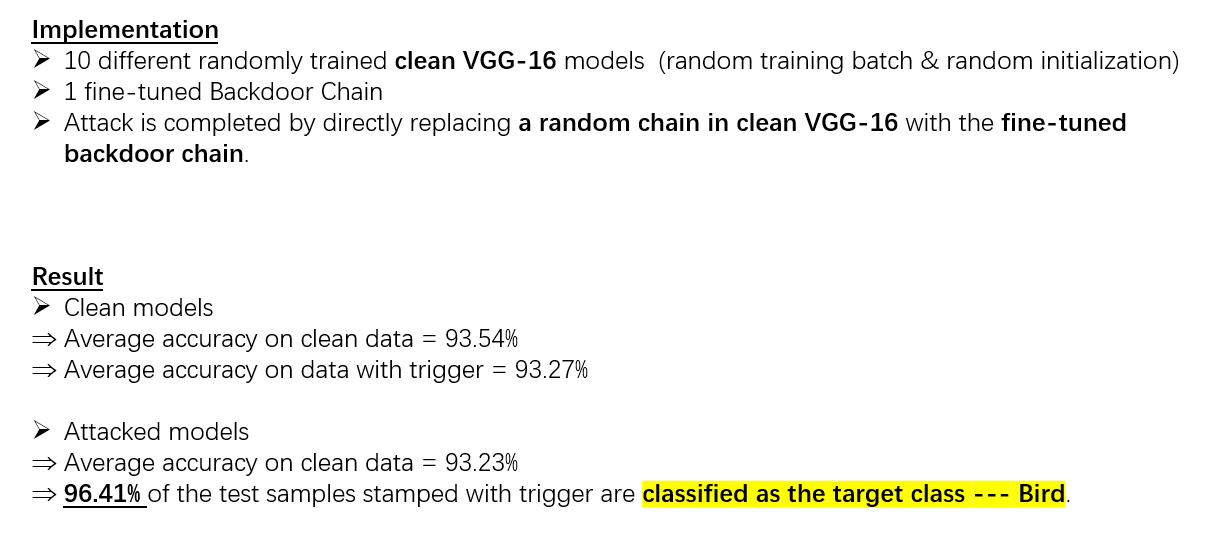 Implementation
➢ 10 different randomly trained clean VGG-16 models (random training batch & random initialization)
➢ 1 fine-tuned Backdoor Chain
➢ Attack is completed by directly replacing a random chain in clean VGG-16 with the fine-tuned
backdoor chain.
Result
➢ Clean models
⇒ Average accuracy on clean data = 93.54%
⇒ Average accuracy on data with trigger = 93.27%
➢ Attacked models
⇒ Average accuracy on clean data = 93.23%
⇒ 96.41% of the test samples stamped with trigger are classified as the target class --- Bird.